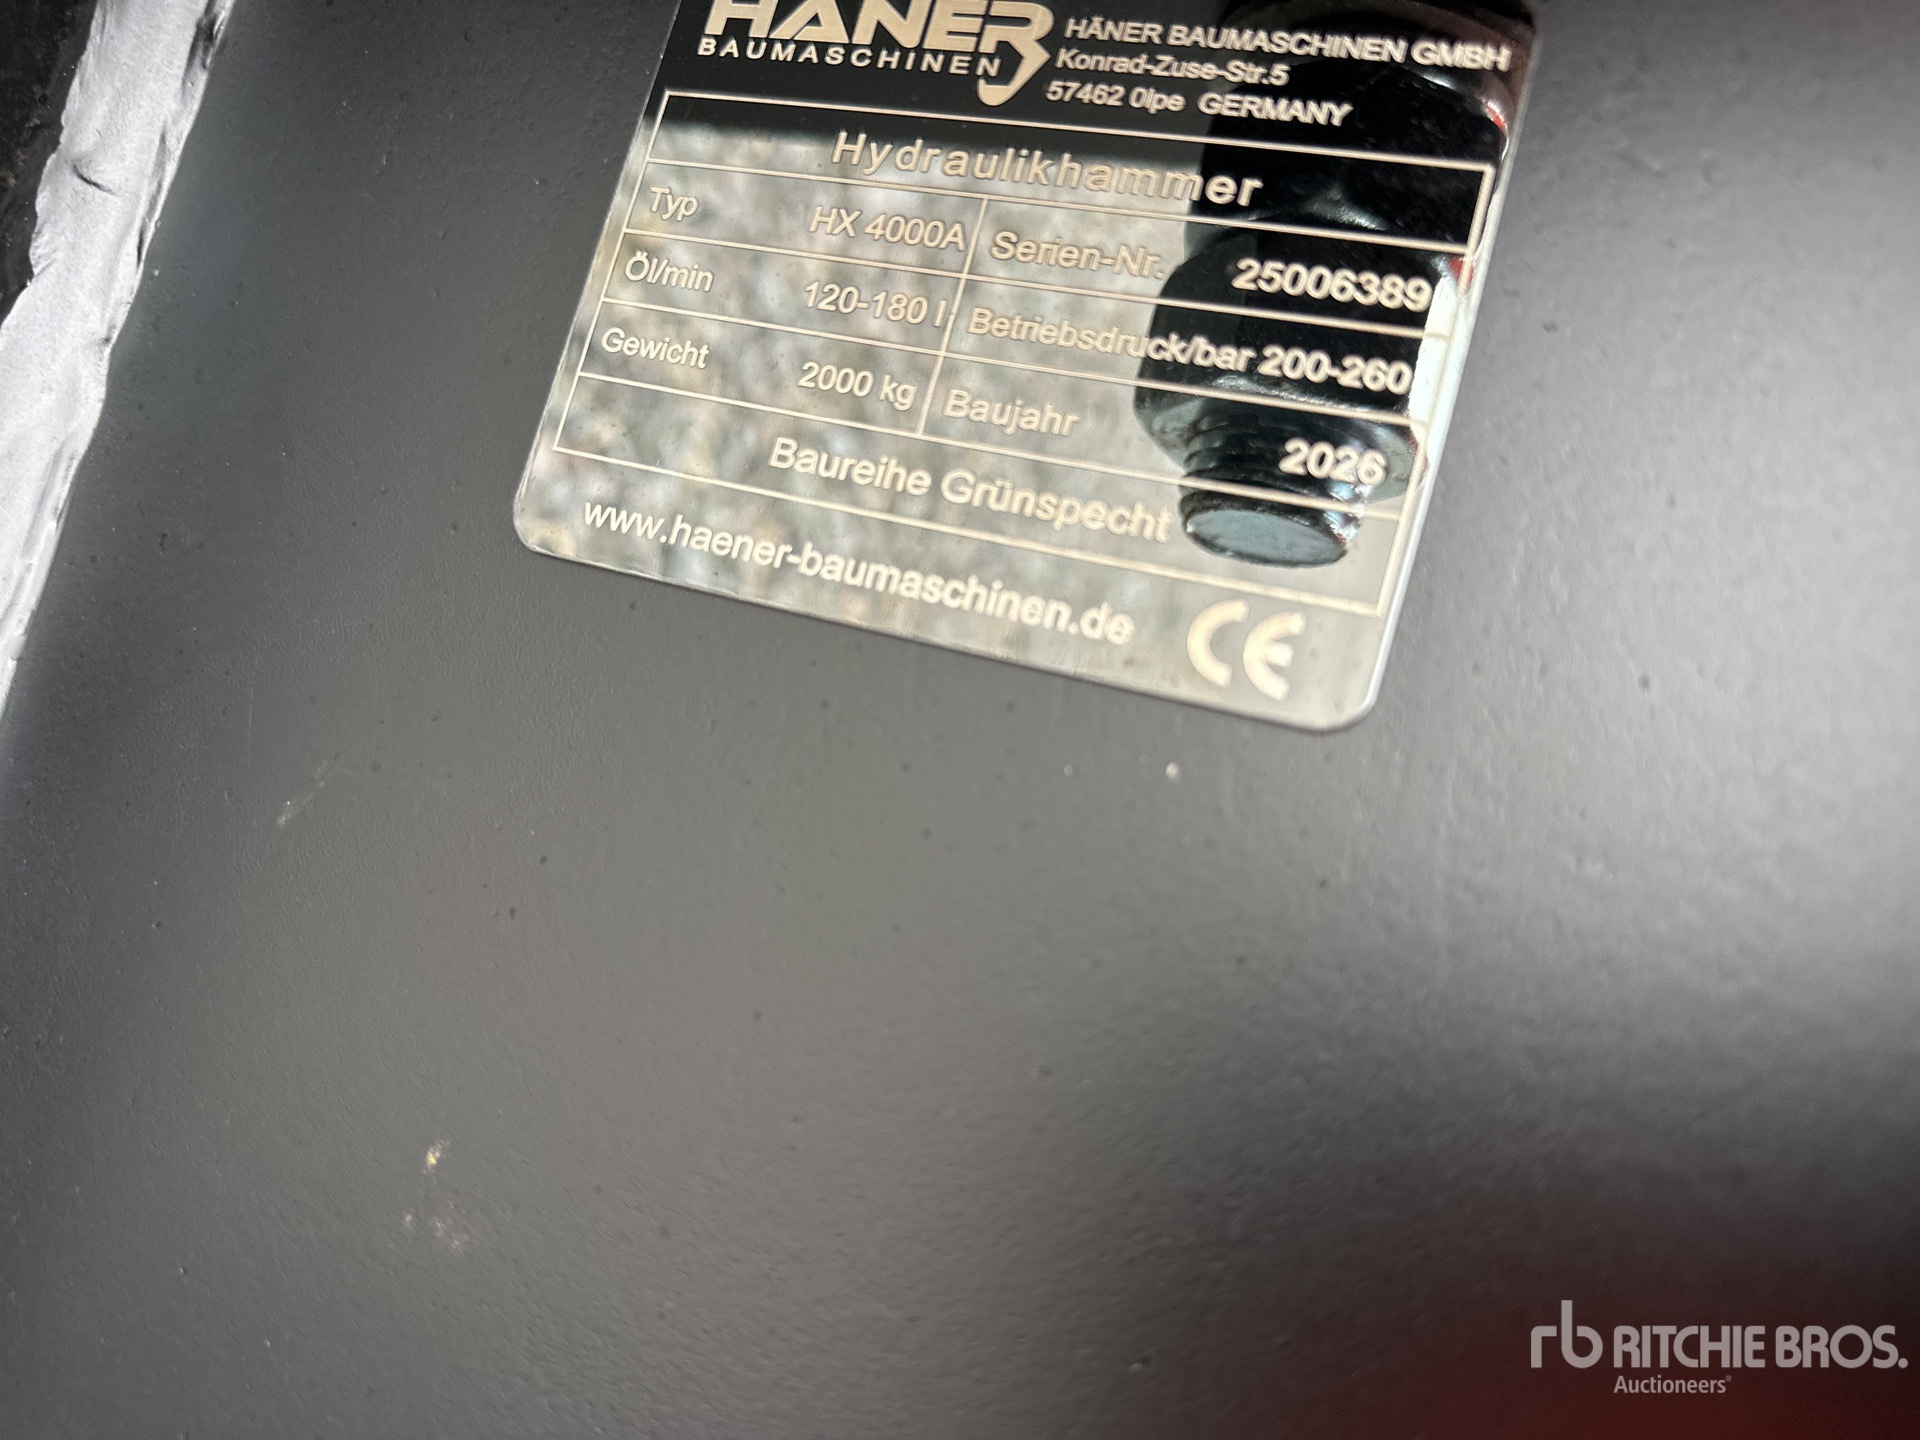 HÄNER
BAUMASCHINEN
HÄNER BAUMASCHINEN GMBH
Konrad-Zuse-Str.5
57462 Olpe GERMANY
Hydraulikhammer
Typ HX 4000A Serien-Nr. 25006389
Öl/min 120-180 l Betriebsdruck/bar 200-260
Gewicht 2000 kg Baujahr 2026
Baureihe Grünspecht
www.haener-baumaschinen.de
CE
rb RITCHIE BROS.
Auctioneers®